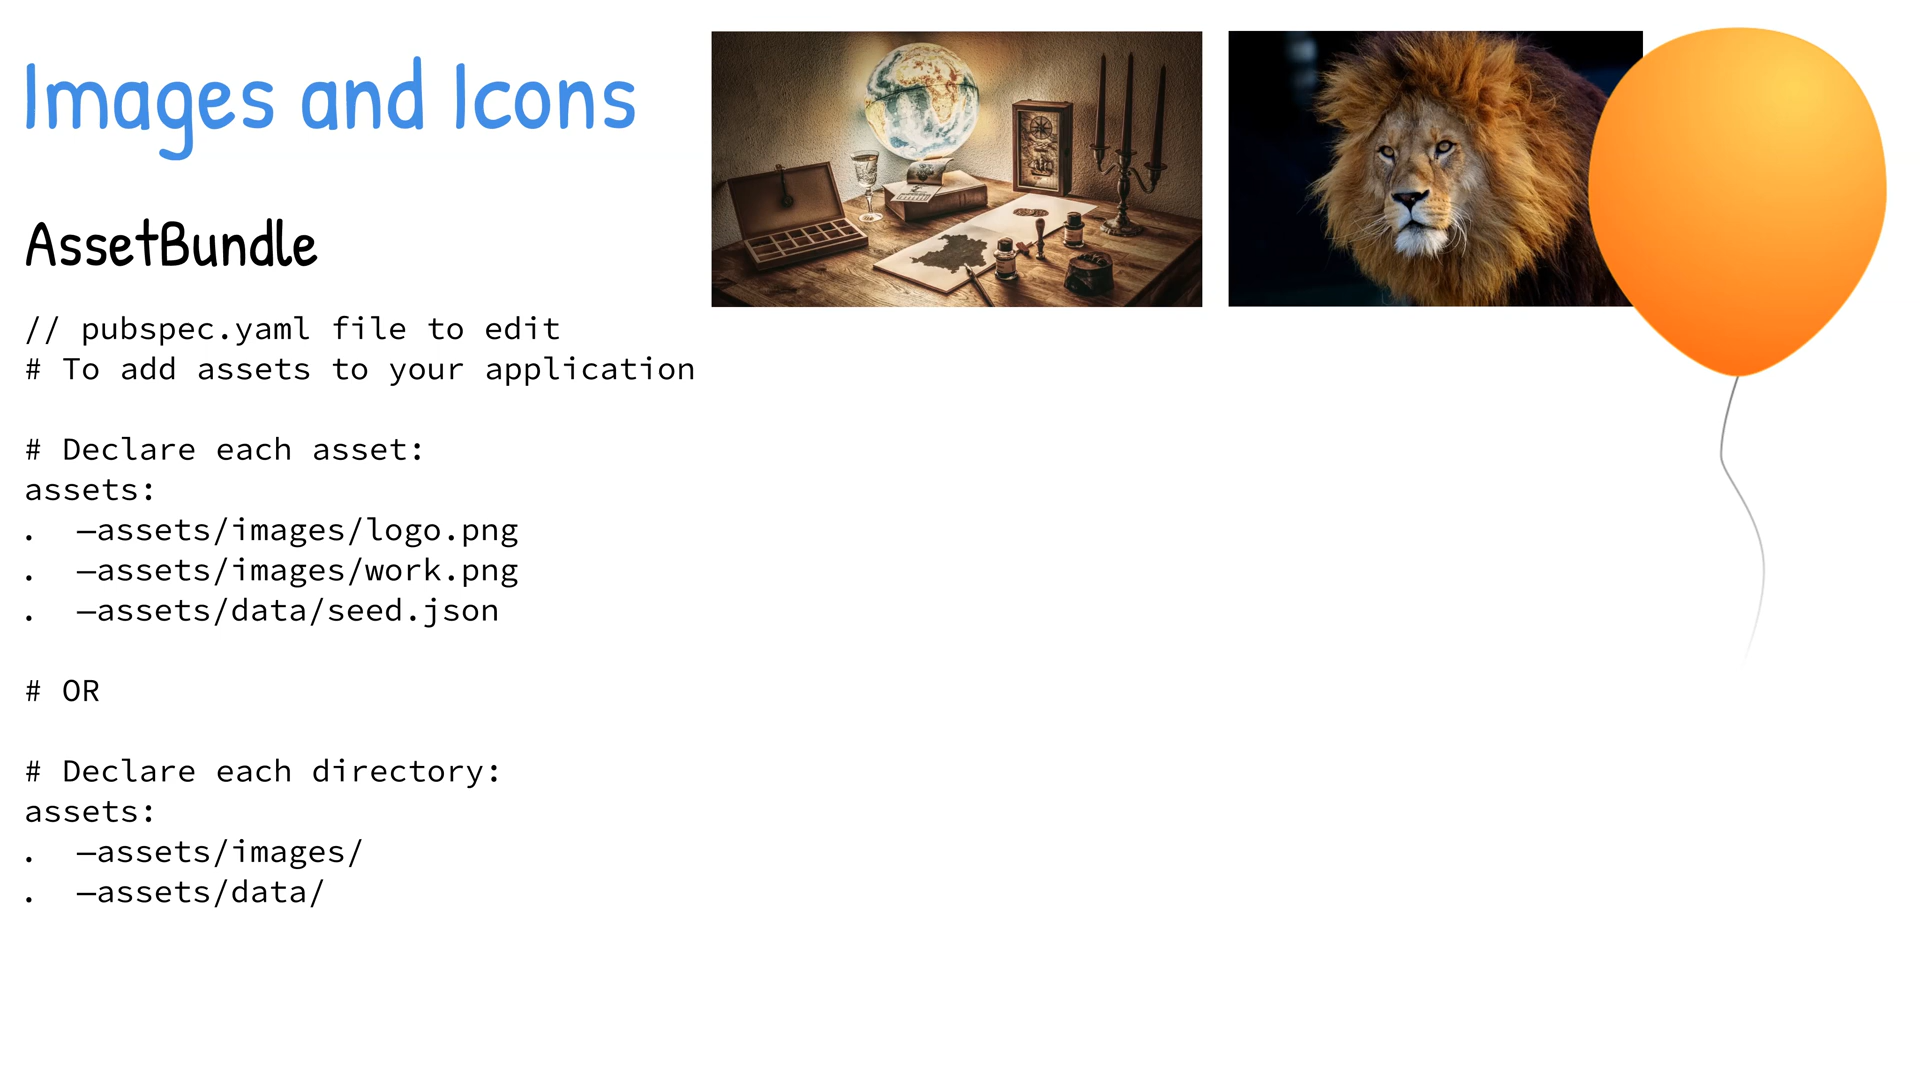 Images and Icons
AssetBundle
// pubspec.yaml file to edit
# To add assets to your application
# Declare each asset:
assets:
.  –assets/images/logo.png
.  –assets/images/work.png
.  –assets/data/seed.json
# OR
# Declare each directory:
assets:
.  –assets/images/
.  –assets/data/